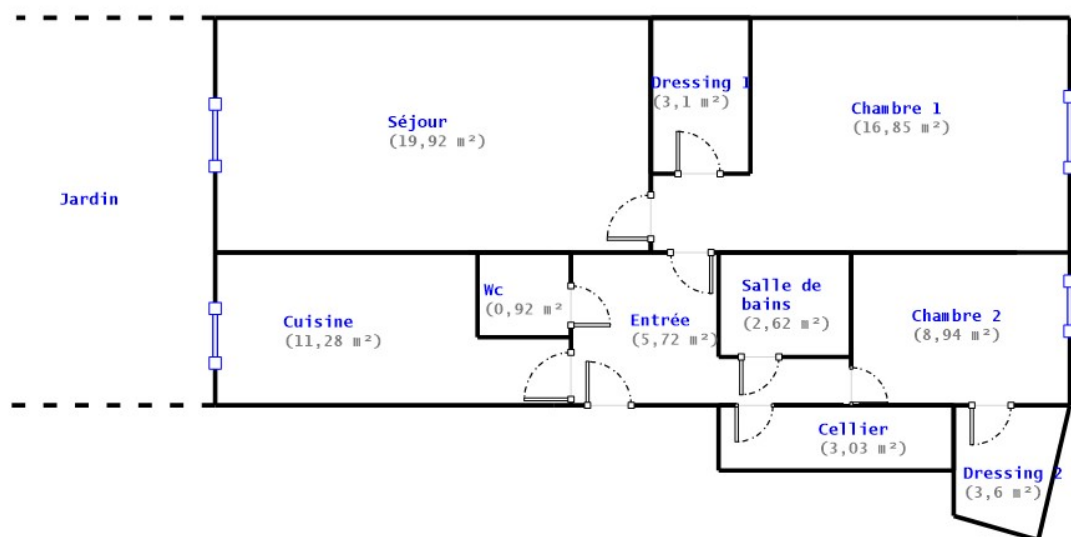 Dressing 1
(3,1 m²)
Chambre 1
(16,85 m²)
Séjour
(19,92 m²)
Jardin
Wc
(0,92 m²
Salle de
bains
(2,62 m²)
Cuisine
(11,28 m²)
Entrée
(5,72 m²)
Chambre 2
(8,94 m²)
Cellier
(3,03 m²)
Dressing 2
(3,6 m²)